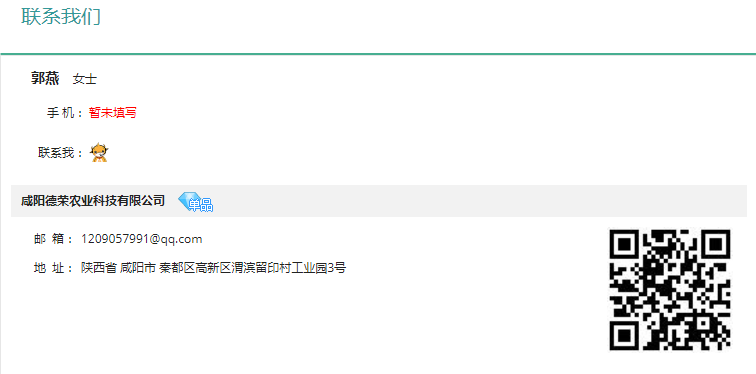 联系我们
郭燕 女士
手 机： 暂未填写
联系我：
咸阳德荣农业科技有限公司 单品
邮 箱： 1209057991@qq.com
地 址： 陕西省 咸阳市 秦都区高新区渭滨留印村工业园3号